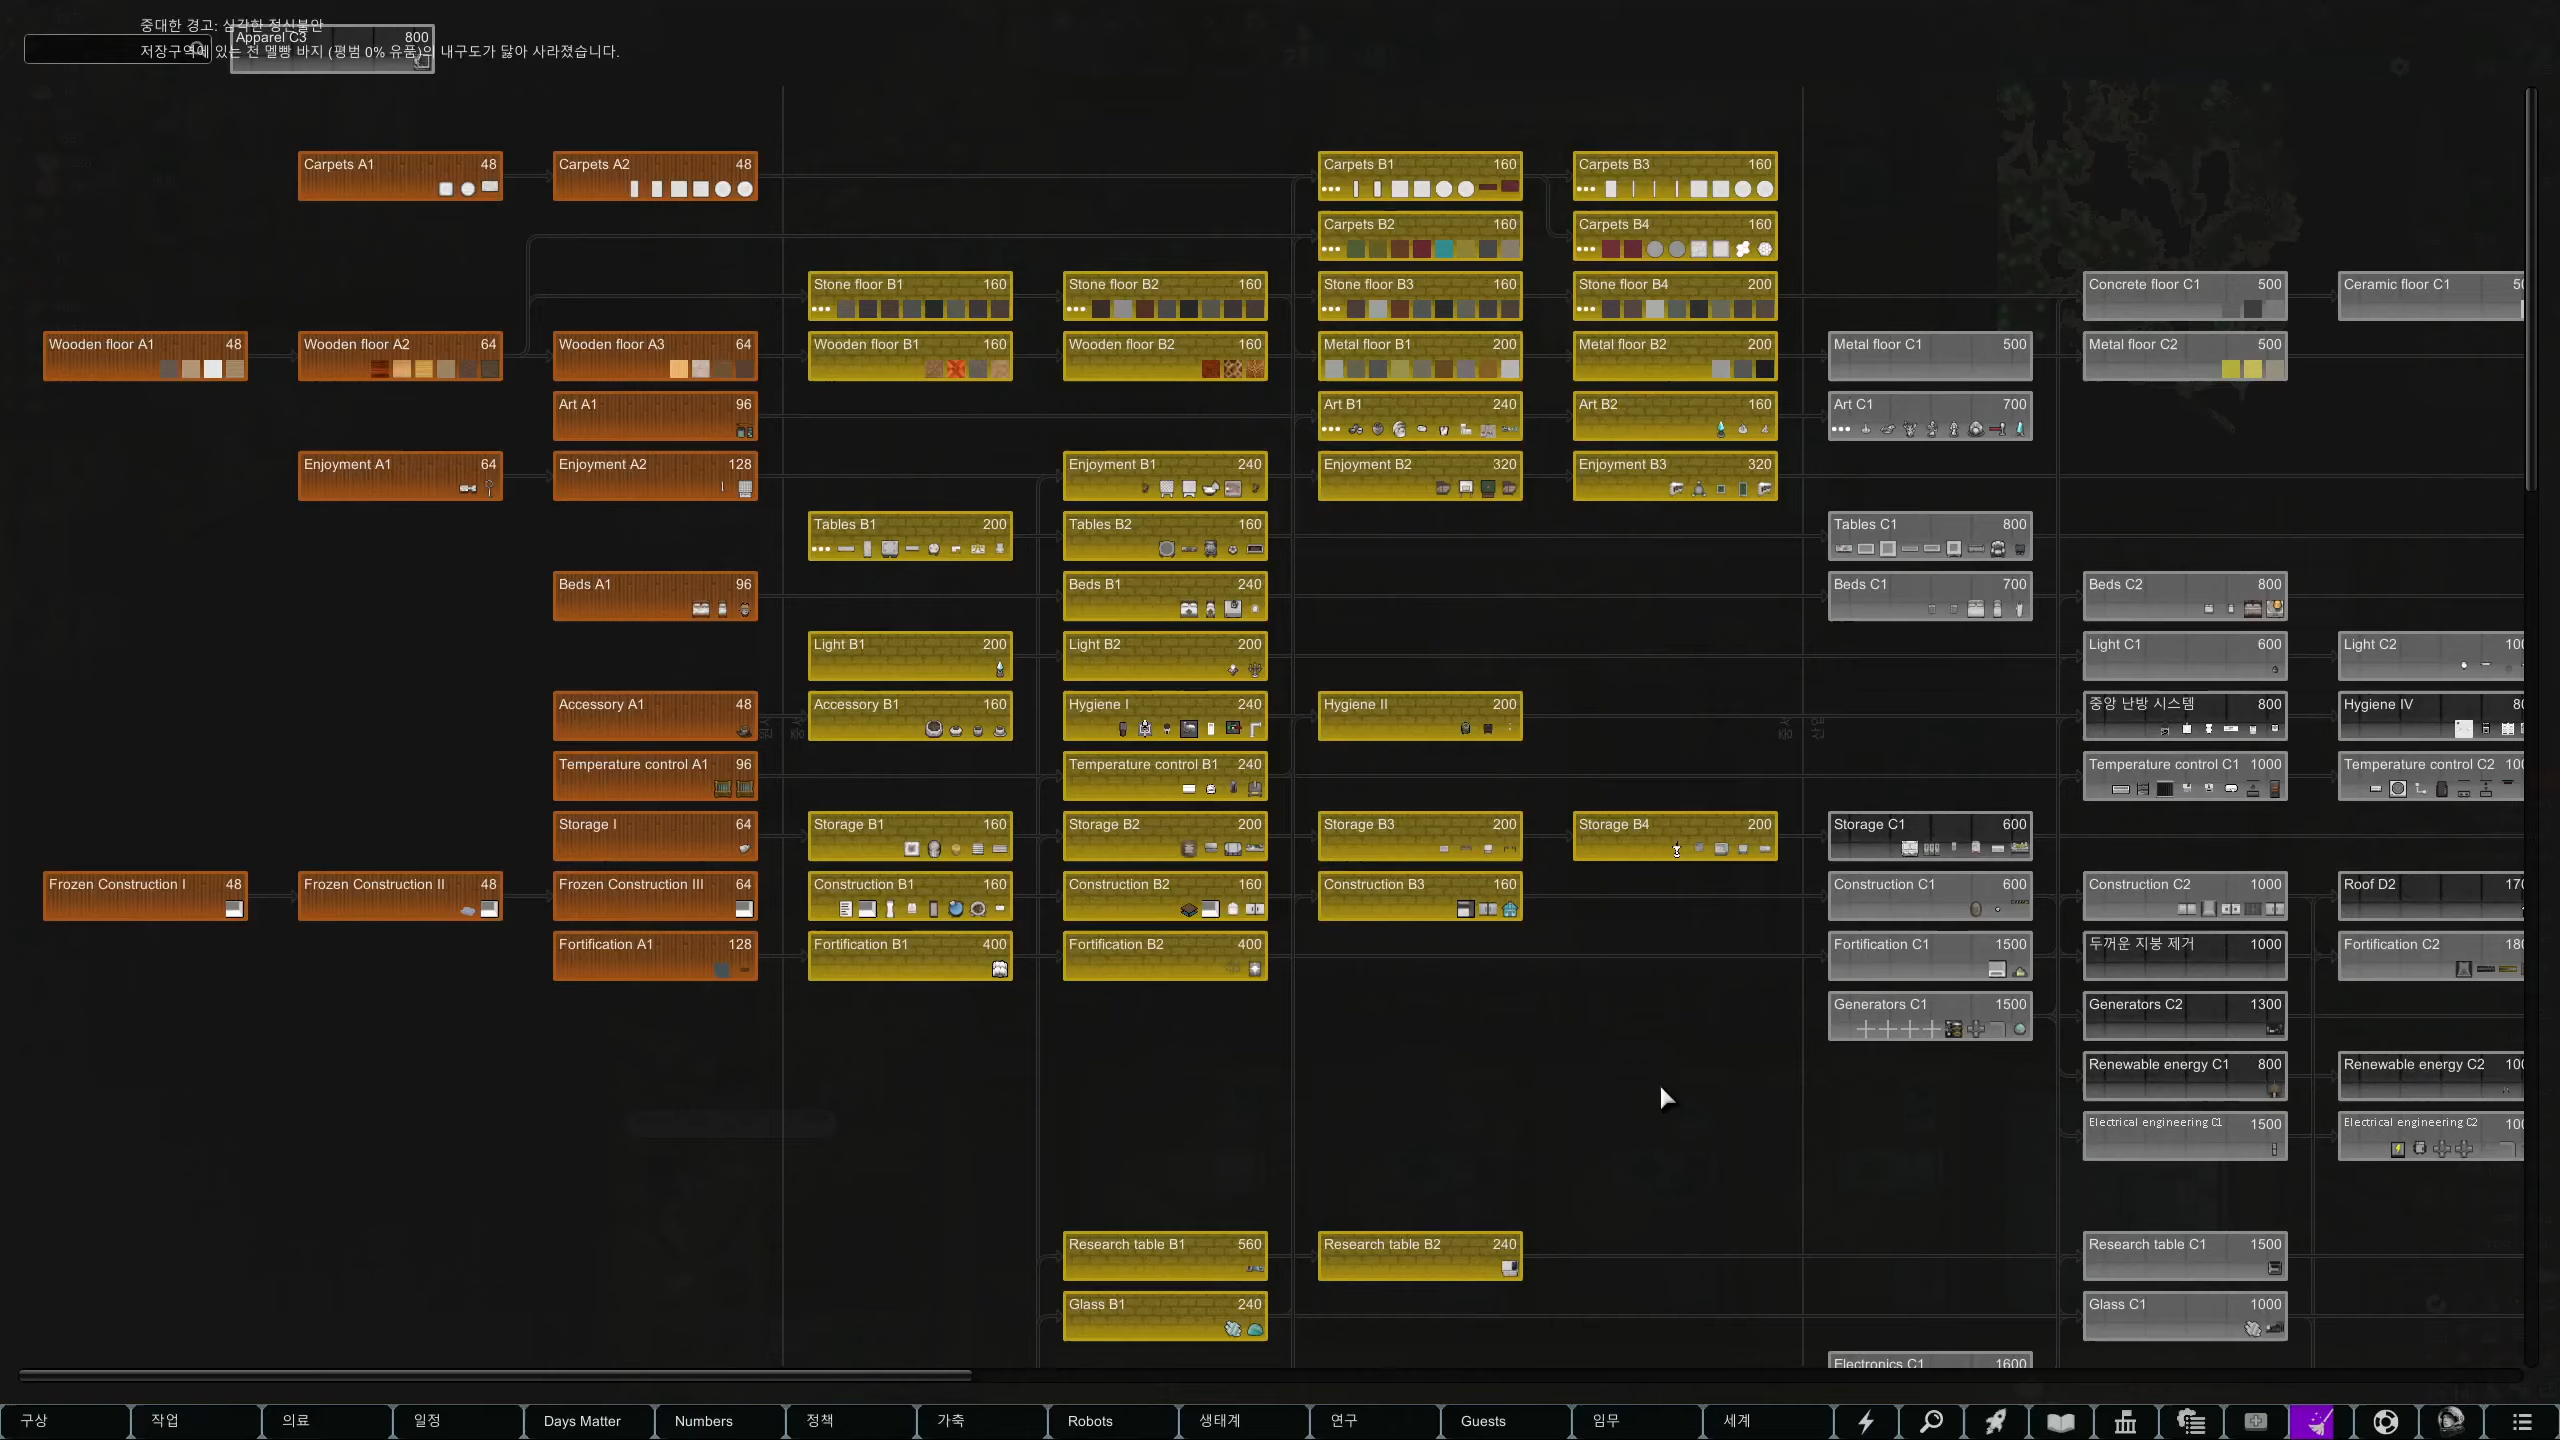 중대한 경고: 심각한 정신불안
Apparel C3 800
저장구역에 있는 천 멜빵 바지 (평범 0% 유품)의 내구도가 닳아 사라졌습니다.
Carpets A1 48
Carpets A2 48
Carpets B1 160
Carpets B3 160
Carpets B2 160
Carpets B4 160
Stone floor B1 160
Stone floor B2 160
Stone floor B3 160
Stone floor B4 200
Concrete floor C1 500
Ceramic floor C1
Wooden floor A1 48
Wooden floor A2 64
Wooden floor A3 64
Wooden floor B1 160
Wooden floor B2 160
Metal floor B1 200
Metal floor B2 200
Metal floor C1 500
Metal floor C2 500
Art A1 96
Art B1 240
Art B2 160
Art C1 700
Enjoyment A1 64
Enjoyment A2 128
Enjoyment B1 240
Enjoyment B2 320
Enjoyment B3 320
Tables B1 200
Tables B2 160
Tables C1 800
Beds A1 96
Beds B1 240
Beds C1 700
Beds C2 800
Light B1 200
Light B2 200
Light C1 600
Light C2
Accessory A1 48
Accessory B1 160
Hygiene I 240
Hygiene II 200
중앙 난방 시스템 800
Hygiene IV
Temperature control A1 96
Temperature control B1 240
Temperature control C1 1000
Temperature control C2
Storage I 64
Storage B1 160
Storage B2 200
Storage B3 200
Storage B4 200
Storage C1 600
Frozen Construction I 48
Frozen Construction II 48
Frozen Construction III 64
Construction B1 160
Construction B2 160
Construction B3 160
Construction C1 600
Construction C2 1000
Roof D2
Fortification A1 128
Fortification B1 400
Fortification B2 400
Fortification C1 1500
두꺼운 지붕 제거 1000
Fortification C2
Generators C1 1500
Generators C2 1300
Renewable energy C1 800
Renewable energy C2
Electrical engineering C1 1500
Electrical engineering C2
Research table B1 560
Research table B2 240
Research table C1 1500
Glass B1 240
Glass C1 1000
Electronics C1 1600
구상 작업 의료 일정 Days Matter Numbers 정책 가축 Robots 생태계 연구 Guests 임무 세계